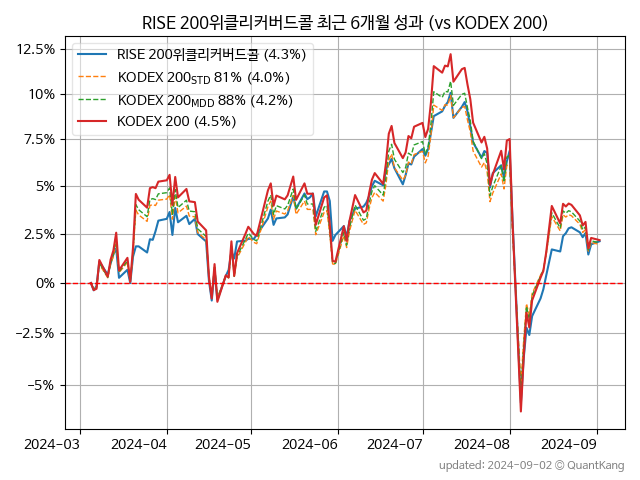 RISE 200위클리커버드콜 최근 6개월 성과 (vs KODEX 200)
12.5%
10%
7.5%
5%
2.5%
0%
−2.5%
−5%
RISE 200위클리커버드콜 (4.3%)
KODEX 200STD 81% (4.0%)
KODEX 200MDD 88% (4.2%)
KODEX 200 (4.5%)
2024-03 2024-04 2024-05 2024-06 2024-07 2024-08 2024-09
updated: 2024-09-02 © QuantKang